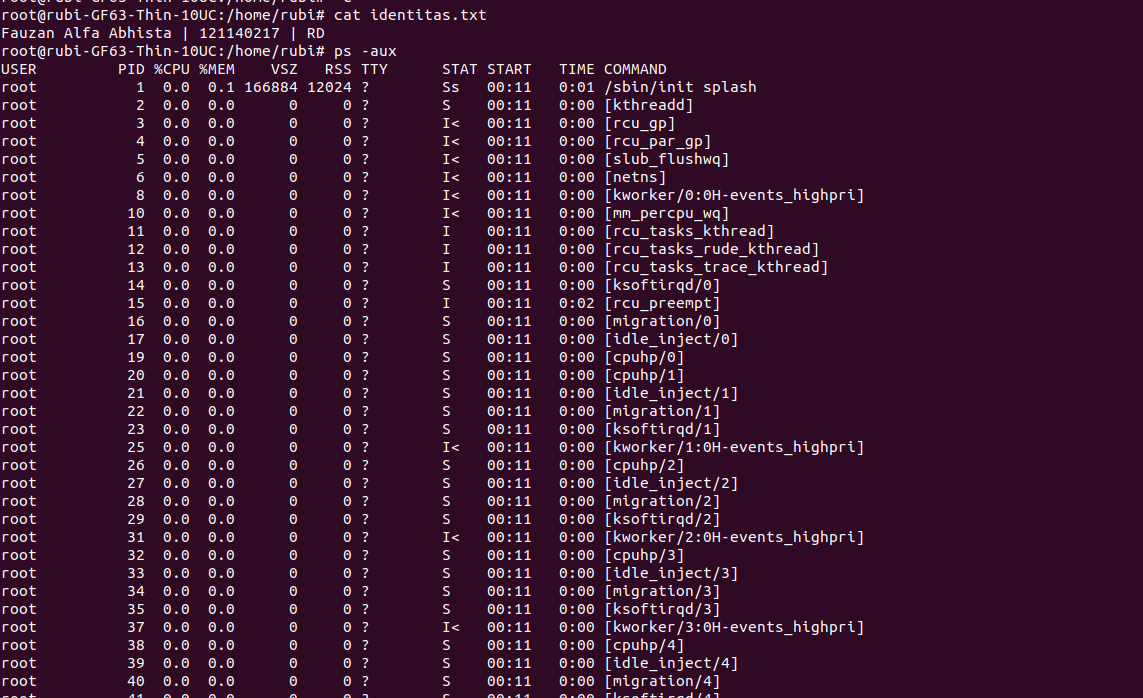 root@rubi-GF63-Thin-10UC:/home/rubi# ^C
root@rubi-GF63-Thin-10UC:/home/rubi# cat identitas.txt
Fauzan Alfa Abhista | 121140217 | RD
root@rubi-GF63-Thin-10UC:/home/rubi# ps -aux
USER         PID %CPU %MEM    VSZ   RSS TTY      STAT START   TIME COMMAND
root           1  0.0  0.1 166884 12024 ?        Ss   00:11   0:01 /sbin/init splash
root           2  0.0  0.0      0     0 ?        S    00:11   0:00 [kthreadd]
root           3  0.0  0.0      0     0 ?        I<   00:11   0:00 [rcu_gp]
root           4  0.0  0.0      0     0 ?        I<   00:11   0:00 [rcu_par_gp]
root           5  0.0  0.0      0     0 ?        I<   00:11   0:00 [slub_flushwq]
root           6  0.0  0.0      0     0 ?        I<   00:11   0:00 [netns]
root           8  0.0  0.0      0     0 ?        I<   00:11   0:00 [kworker/0:0H-events_highpri]
root          10  0.0  0.0      0     0 ?        I<   00:11   0:00 [mm_percpu_wq]
root          11  0.0  0.0      0     0 ?        I    00:11   0:00 [rcu_tasks_kthread]
root          12  0.0  0.0      0     0 ?        I    00:11   0:00 [rcu_tasks_rude_kthread]
root          13  0.0  0.0      0     0 ?        I    00:11   0:00 [rcu_tasks_trace_kthread]
root          14  0.0  0.0      0     0 ?        S    00:11   0:00 [ksoftirqd/0]
root          15  0.0  0.0      0     0 ?        I    00:11   0:02 [rcu_preempt]
root          16  0.0  0.0      0     0 ?        S    00:11   0:00 [migration/0]
root          17  0.0  0.0      0     0 ?        S    00:11   0:00 [idle_inject/0]
root          19  0.0  0.0      0     0 ?        S    00:11   0:00 [cpuhp/0]
root          20  0.0  0.0      0     0 ?        S    00:11   0:00 [cpuhp/1]
root          21  0.0  0.0      0     0 ?        S    00:11   0:00 [idle_inject/1]
root          22  0.0  0.0      0     0 ?        S    00:11   0:00 [migration/1]
root          23  0.0  0.0      0     0 ?        S    00:11   0:00 [ksoftirqd/1]
root          25  0.0  0.0      0     0 ?        I<   00:11   0:00 [kworker/1:0H-events_highpri]
root          26  0.0  0.0      0     0 ?        S    00:11   0:00 [cpuhp/2]
root          27  0.0  0.0      0     0 ?        S    00:11   0:00 [idle_inject/2]
root          28  0.0  0.0      0     0 ?        S    00:11   0:00 [migration/2]
root          29  0.0  0.0      0     0 ?        S    00:11   0:00 [ksoftirqd/2]
root          31  0.0  0.0      0     0 ?        I<   00:11   0:00 [kworker/2:0H-events_highpri]
root          32  0.0  0.0      0     0 ?        S    00:11   0:00 [cpuhp/3]
root          33  0.0  0.0      0     0 ?        S    00:11   0:00 [idle_inject/3]
root          34  0.0  0.0      0     0 ?        S    00:11   0:00 [migration/3]
root          35  0.0  0.0      0     0 ?        S    00:11   0:00 [ksoftirqd/3]
root          37  0.0  0.0      0     0 ?        I<   00:11   0:00 [kworker/3:0H-events_highpri]
root          38  0.0  0.0      0     0 ?        S    00:11   0:00 [cpuhp/4]
root          39  0.0  0.0      0     0 ?        S    00:11   0:00 [idle_inject/4]
root          40  0.0  0.0      0     0 ?        S    00:11   0:00 [migration/4]
root          41  0.0  0.0      0     0 ?        S    00:11   0:00 [ksoftirqd/4]